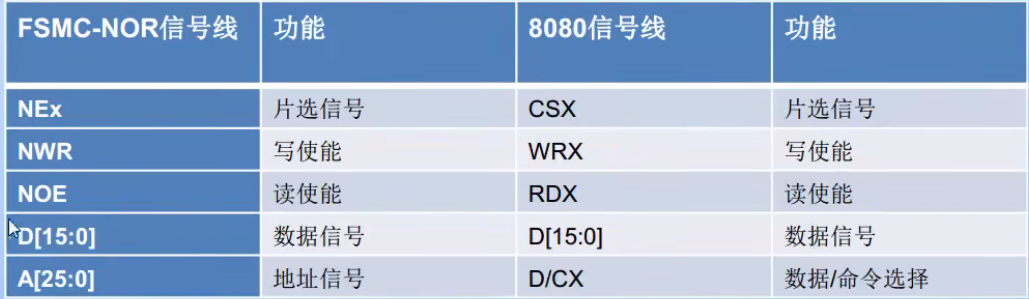 FSMC-NOR信号线 功能 8080信号线 功能
NEx 片选信号 CSX 片选信号
NWR 写使能 WRX 写使能
NOE 读使能 RDX 读使能
D[15:0] 数据信号 D[15:0] 数据信号
A[25:0] 地址信号 D/CX 数据/命令选择